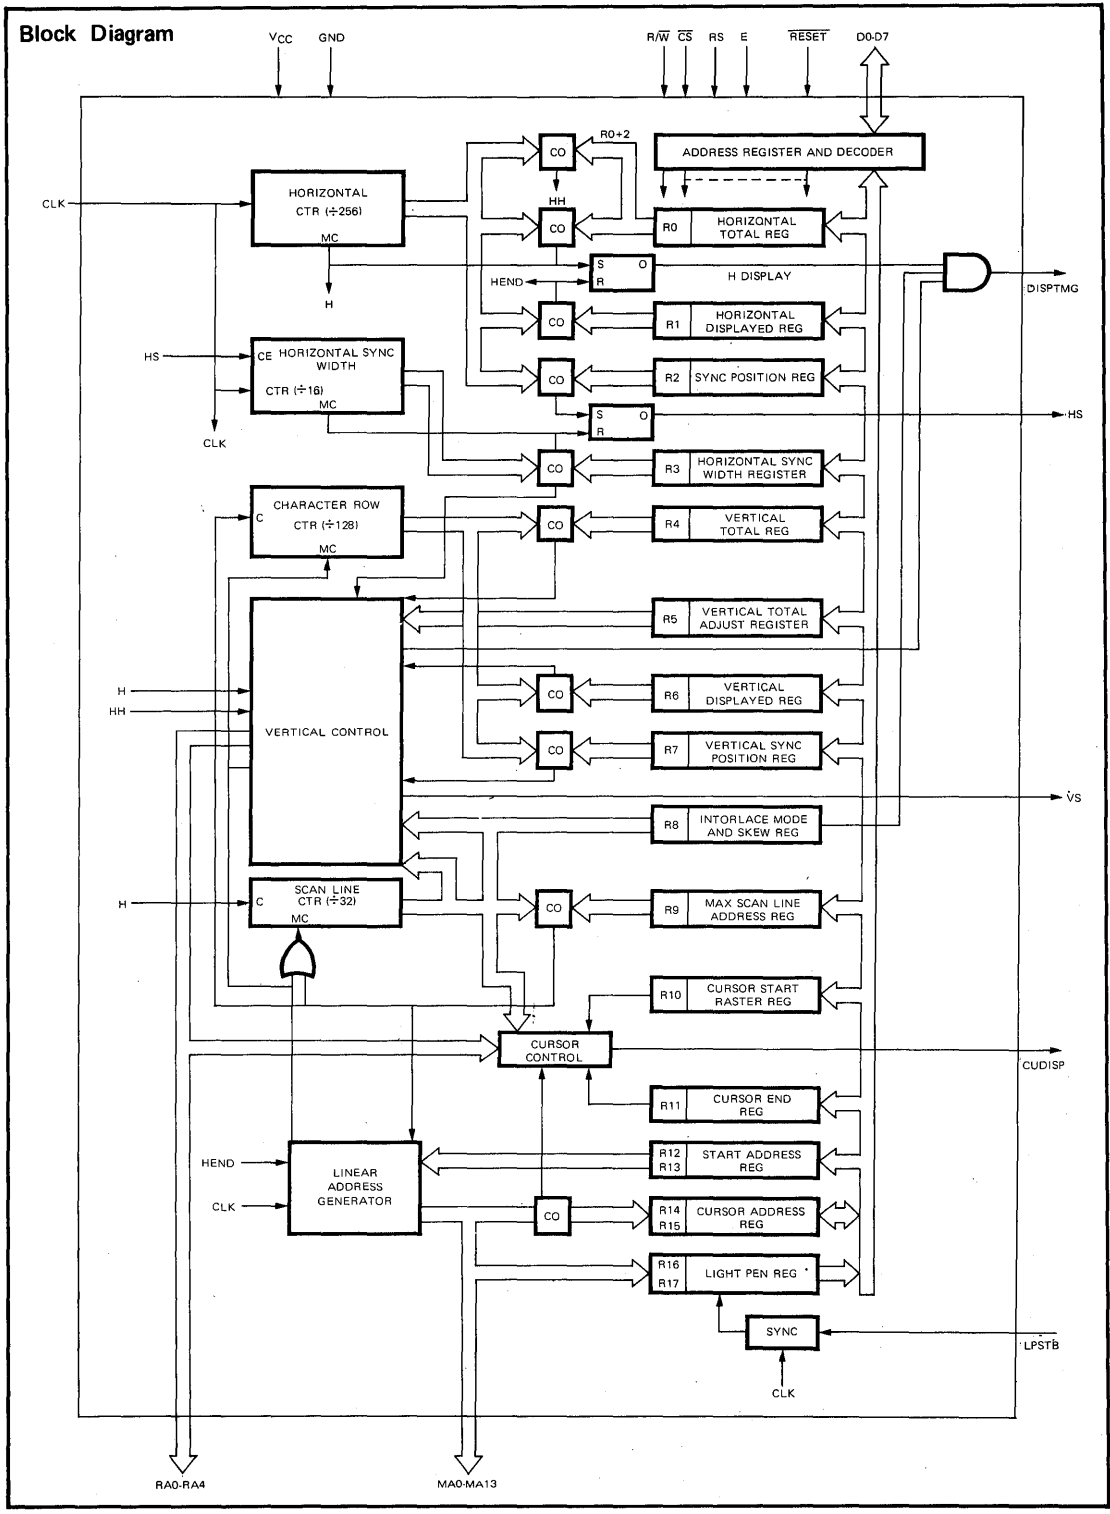 Block Diagram
VCC
GND
R/W
CS
RS
E
RESET
D0-D7
CO
R0+2
ADDRESS REGISTER AND DECODER
HH
CLK
HORIZONTAL
CTR (÷256)
MC
H
CO
R0
HORIZONTAL
TOTAL REG
S
O
R
HEND
H DISPLAY
DISPTMG
CO
R1
HORIZONTAL
DISPLAYED REG
HS
CE
HORIZONTAL SYNC
WIDTH
CTR (÷16)
MC
CLK
CO
R2
SYNC POSITION REG
S
O
R
HS
CO
R3
HORIZONTAL SYNC
WIDTH REGISTER
C
CHARACTER ROW
CTR (÷128)
MC
CO
R4
VERTICAL
TOTAL REG
R5
VERTICAL TOTAL
ADJUST REGISTER
H
HH
VERTICAL CONTROL
CO
R6
VERTICAL
DISPLAYED REG
CO
R7
VERTICAL SYNC
POSITION REG
VS
R8
INTORLACE MODE
AND SKEW REG
H
C
SCAN LINE
CTR (÷32)
MC
CO
R9
MAX SCAN LINE
ADDRESS REG
R10
CURSOR START
RASTER REG
CURSOR
CONTROL
CUDISP
R11
CURSOR END
REG
HEND
CLK
LINEAR
ADDRESS
GENERATOR
R12
R13
START ADDRESS
REG
CO
R14
R15
CURSOR ADDRESS
REG
R16
R17
LIGHT PEN REG
SYNC
LPSTB
CLK
RA0-RA4
MA0-MA13